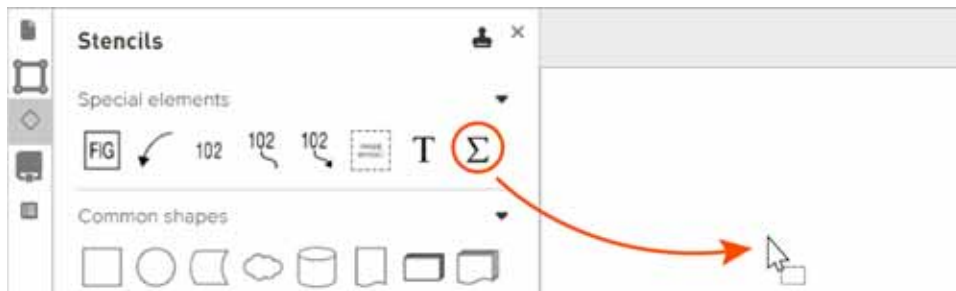 Stencils
Special elements
FIG 102 102 102 T Σ
Common shapes